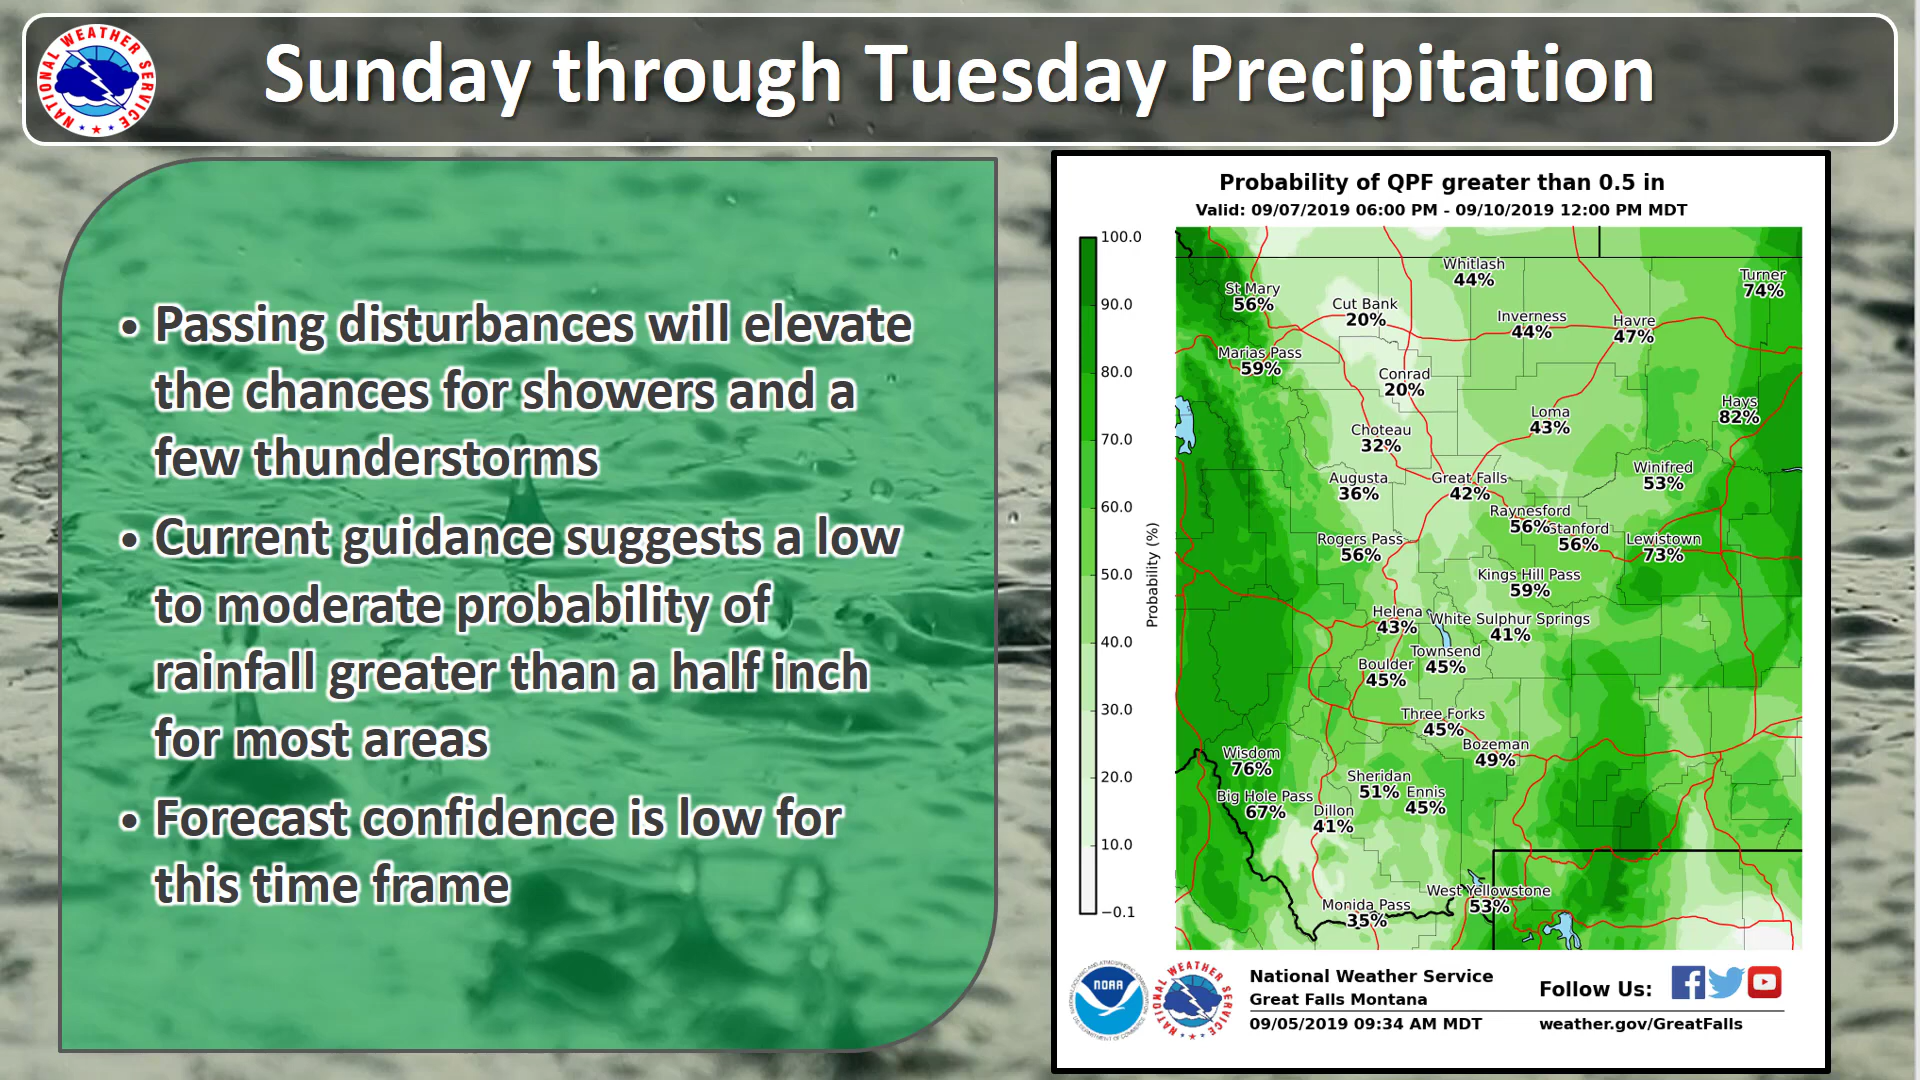 Sunday through Tuesday Precipitation
NATIONAL WEATHER SERVICE
• Passing disturbances will elevate
the chances for showers and a
few thunderstorms
• Current guidance suggests a low
to moderate probability of
rainfall greater than a half inch
for most areas
• Forecast confidence is low for
this time frame
Probability of QPF greater than 0.5 in
Valid: 09/07/2019 06:00 PM - 09/10/2019 12:00 PM MDT
100.0
90.0
80.0
70.0
60.0
50.0
40.0
30.0
20.0
10.0
−0.1
Probability (%)
Whitlash
44%
Turner
74%
St Mary
56%
Cut Bank
20%
Inverness
44%
Havre
47%
Marias Pass
59%
Conrad
20%
Hays
82%
Loma
43%
Choteau
32%
Winifred
53%
Augusta
36%
Great Falls
42%
Raynesford
56%
Stanford
56%
Rogers Pass
56%
Lewistown
73%
Kings Hill Pass
59%
Helena
43%
White Sulphur Springs
41%
Townsend
45%
Boulder
45%
Three Forks
45%
Bozeman
49%
Wisdom
76%
Sheridan
51%
Ennis
45%
Big Hole Pass
67%
Dillon
41%
West Yellowstone
53%
Monida Pass
35%
NOAA
NATIONAL WEATHER SERVICE
National Weather Service
Great Falls Montana
09/05/2019 09:34 AM MDT
Follow Us:
weather.gov/GreatFalls